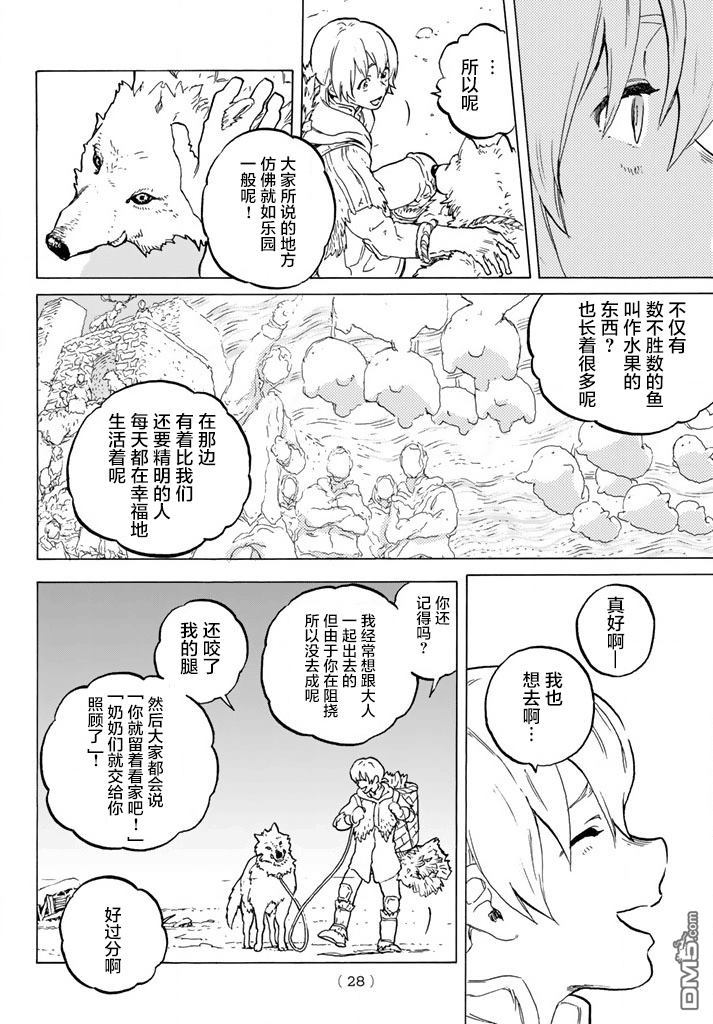 …
所以呢
大家所说的地方
仿佛就如乐园
一般呢！
不仅有
数不胜数的鱼
叫作水果的
东西？
也长着很多呢
在那边
有着比我们
还要精明的人
每天都在幸福地
生活着呢
真好啊—
我也
想去啊…
你还
记得吗？
我经常想跟大人
一起出去的
但由于你在阻挠
所以没去成呢
还咬了
我的腿
然后大家都会说
「你就留着看家吧！」
「奶奶们就交给你
照顾了」！
好过分啊
（28）
DM5.com